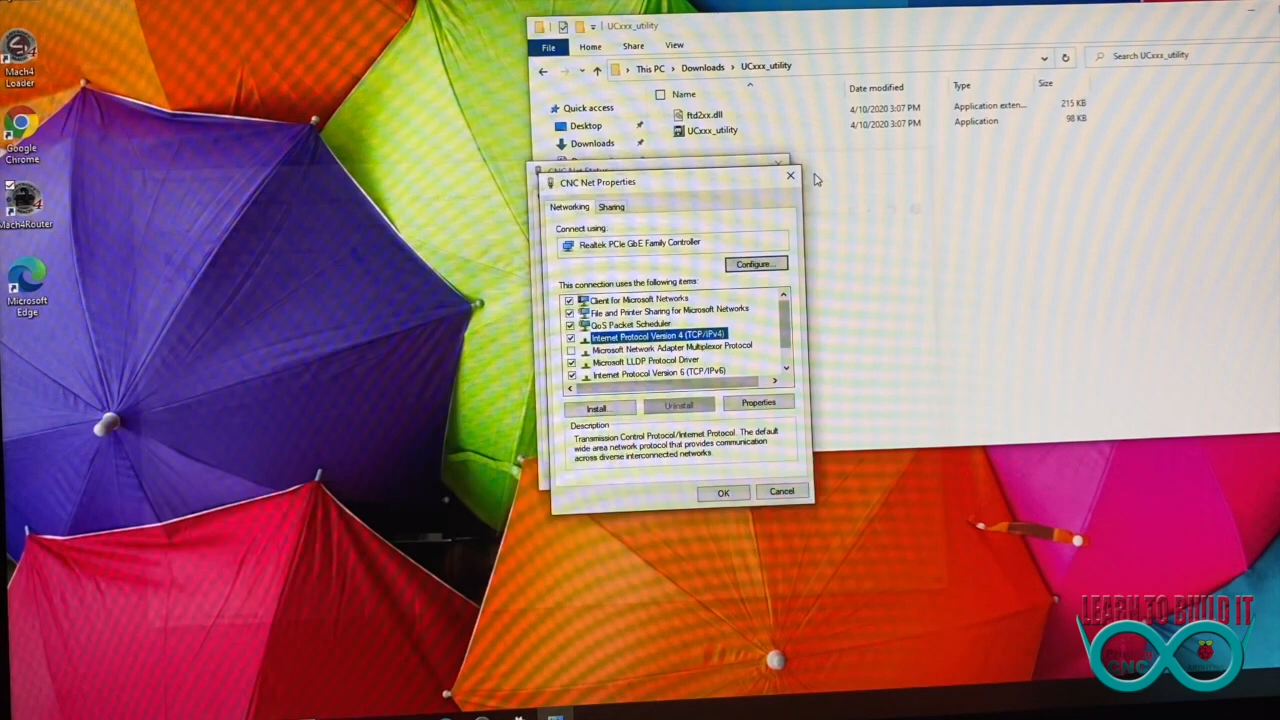 Mach4
Loader
Google
Chrome
Mach4Router
Microsoft
Edge
UCxxx_utility
File Home Share View
This PC > Downloads > UCxxx_utility
Search UCxxx_utility
Name Date modified Type Size
Quick access
Desktop
Downloads
ftd2xx.dll 4/10/2020 3:07 PM Application exten... 215 KB
UCxxx_utility 4/10/2020 3:07 PM Application 98 KB
CNC Net Status
CNC Net Properties
Networking Sharing
Connect using:
Realtek PCIe GbE Family Controller
Configure...
This connection uses the following items:
Client for Microsoft Networks
File and Printer Sharing for Microsoft Networks
QoS Packet Scheduler
Internet Protocol Version 4 (TCP/IPv4)
Microsoft Network Adapter Multiplexor Protocol
Microsoft LLDP Protocol Driver
Internet Protocol Version 6 (TCP/IPv6)
Install... Uninstall Properties
Description
Transmission Control Protocol/Internet Protocol. The default
wide area network protocol that provides communication
across diverse interconnected networks.
OK Cancel
LEARN TO BUILD IT
CNC